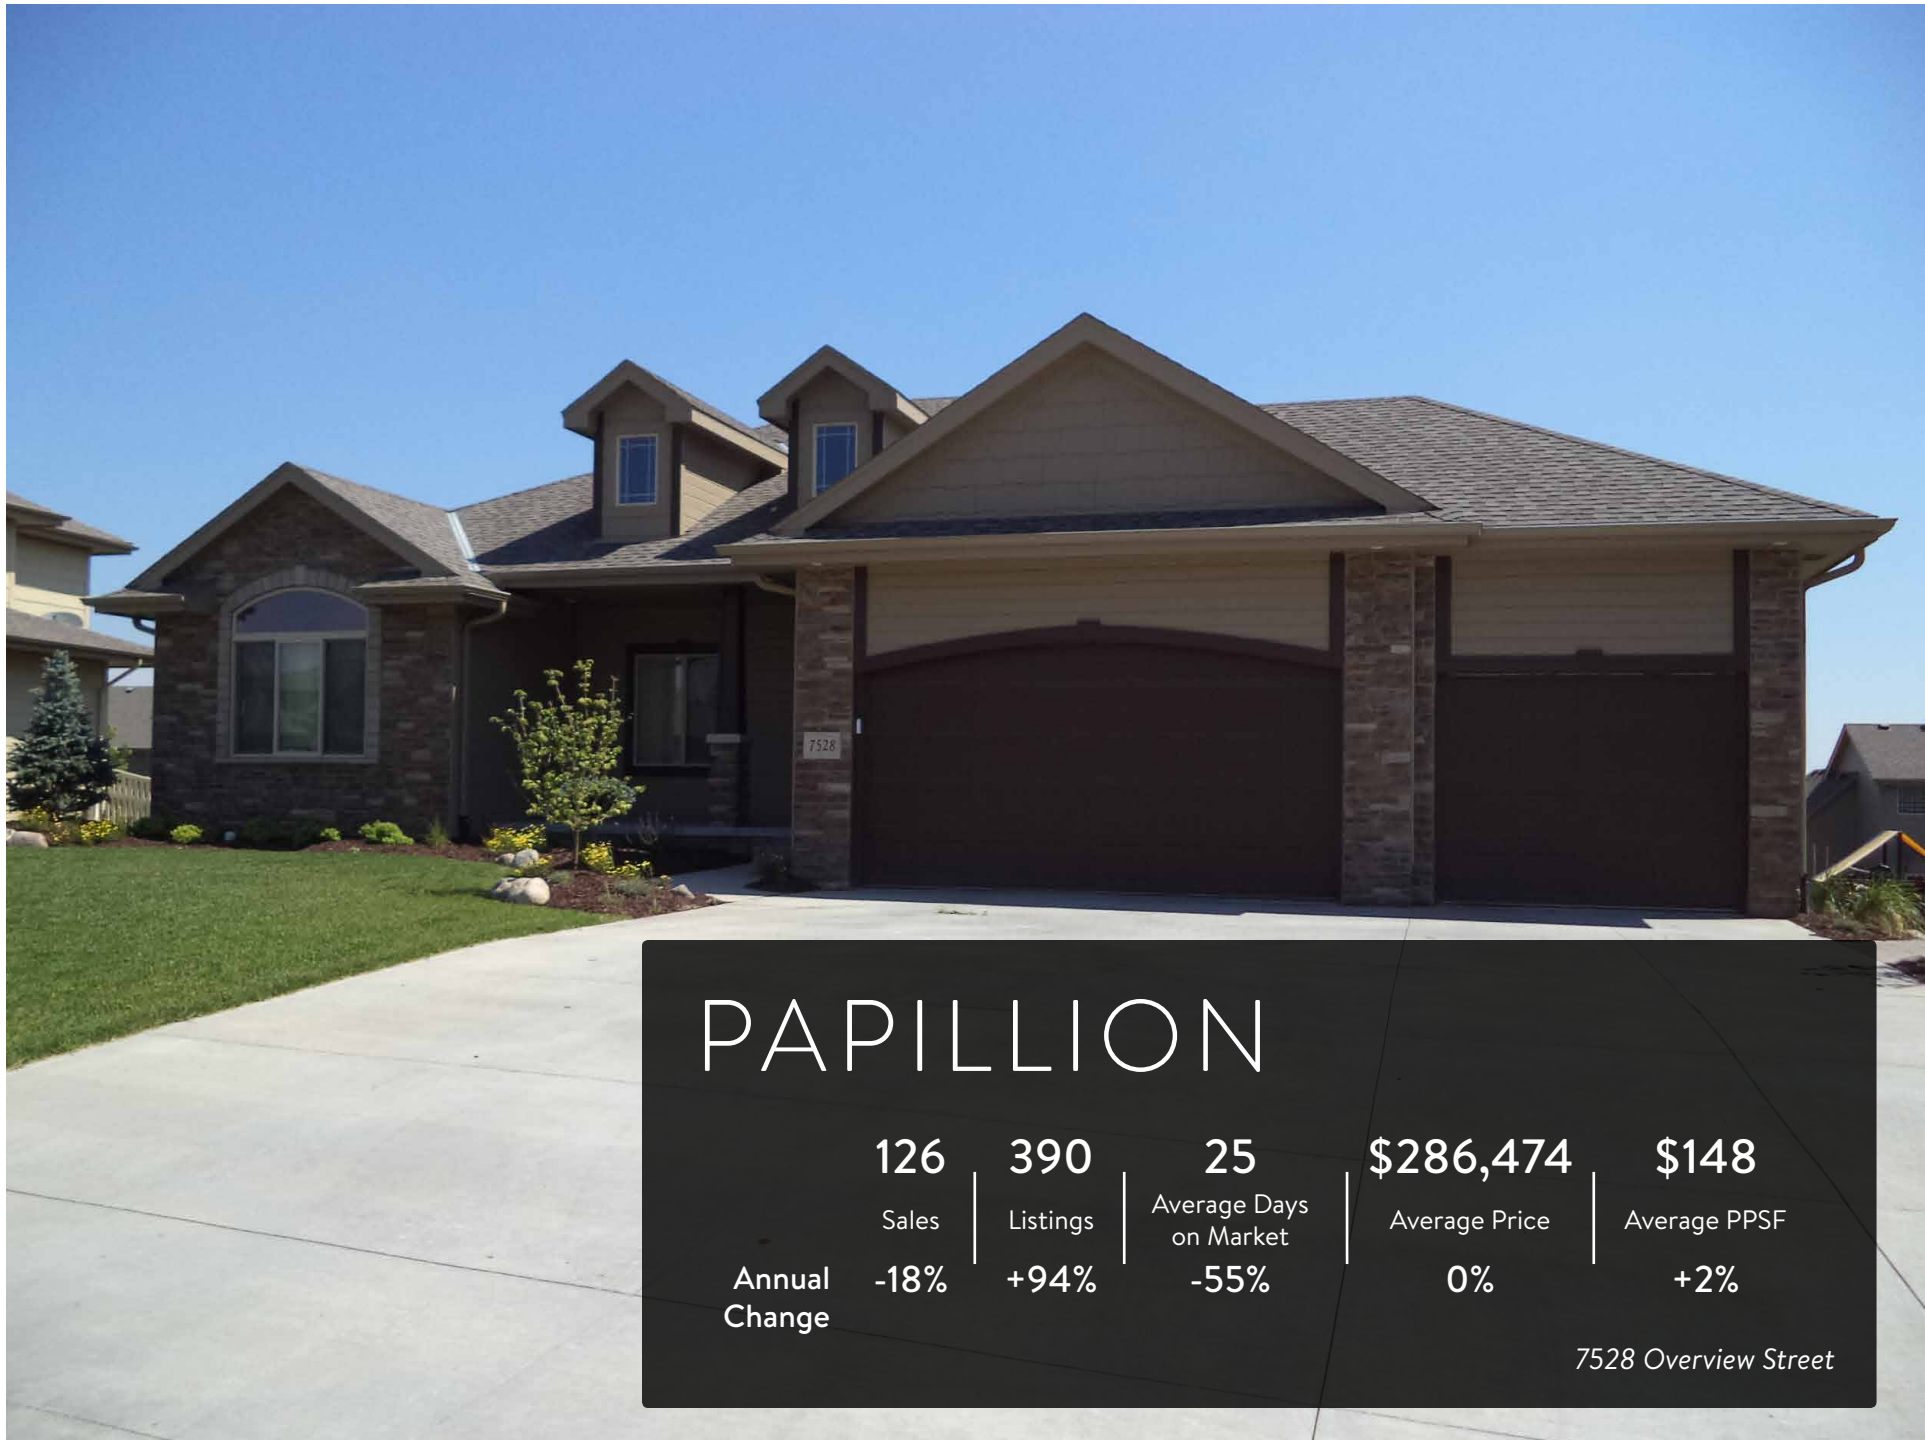 7528
PAPILLION
126 390 25 $286,474 $148
Sales Listings Average Days on Market Average Price Average PPSF
Annual Change -18% +94% -55% 0% +2%
7528 Overview Street